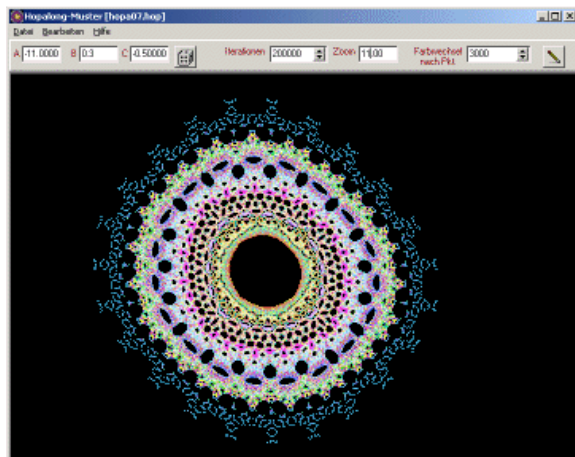 Hopalong-Muster [hopa07.hop]
Datei Bearbeiten Hilfe
A -11.0000 B 0.3 C -0.50000 Iterationen 200000 Zoom 11.00 Farbwechsel 3000
nach Pkt.